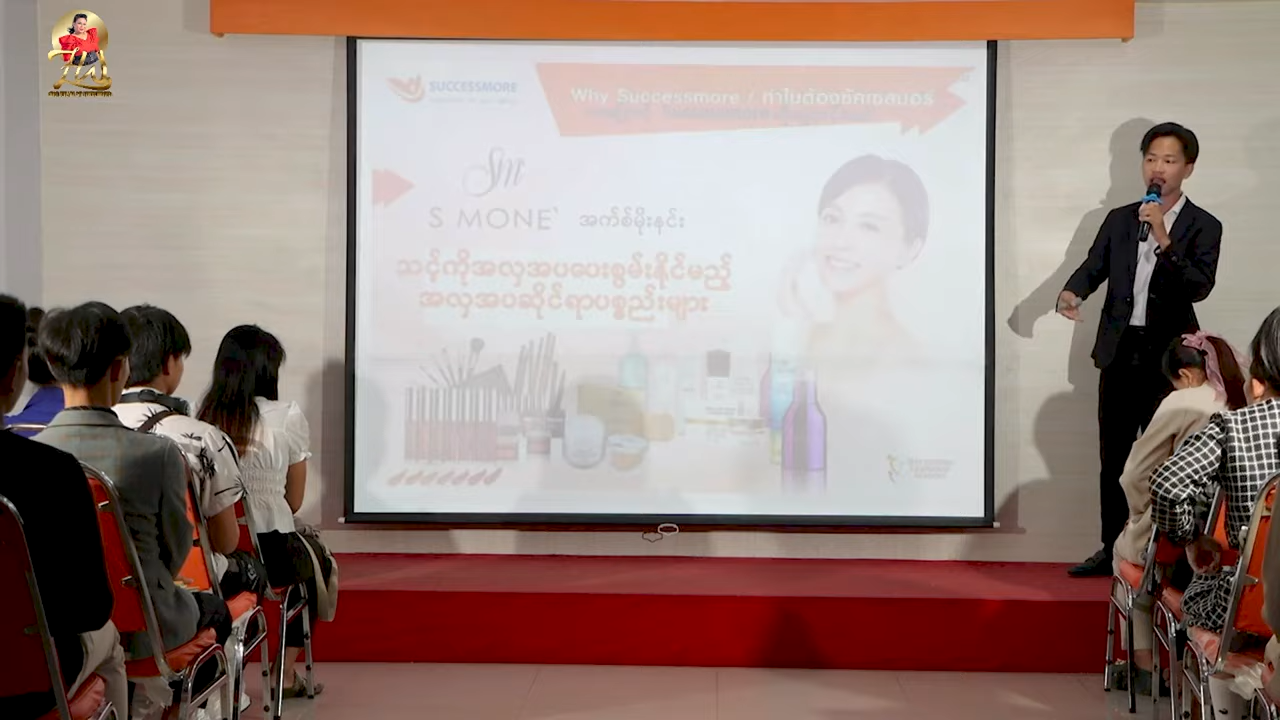 SUCCESSMORE
Why Successmore / ทำไมต้องซัคเซสมอร์
Sm
S MONE' အက်စ်မိုးနင်း
သင့်ကိုအလှအပပေးစွမ်းနိုင်မည့်
အလှအပဆိုင်ရာပစ္စည်းများ